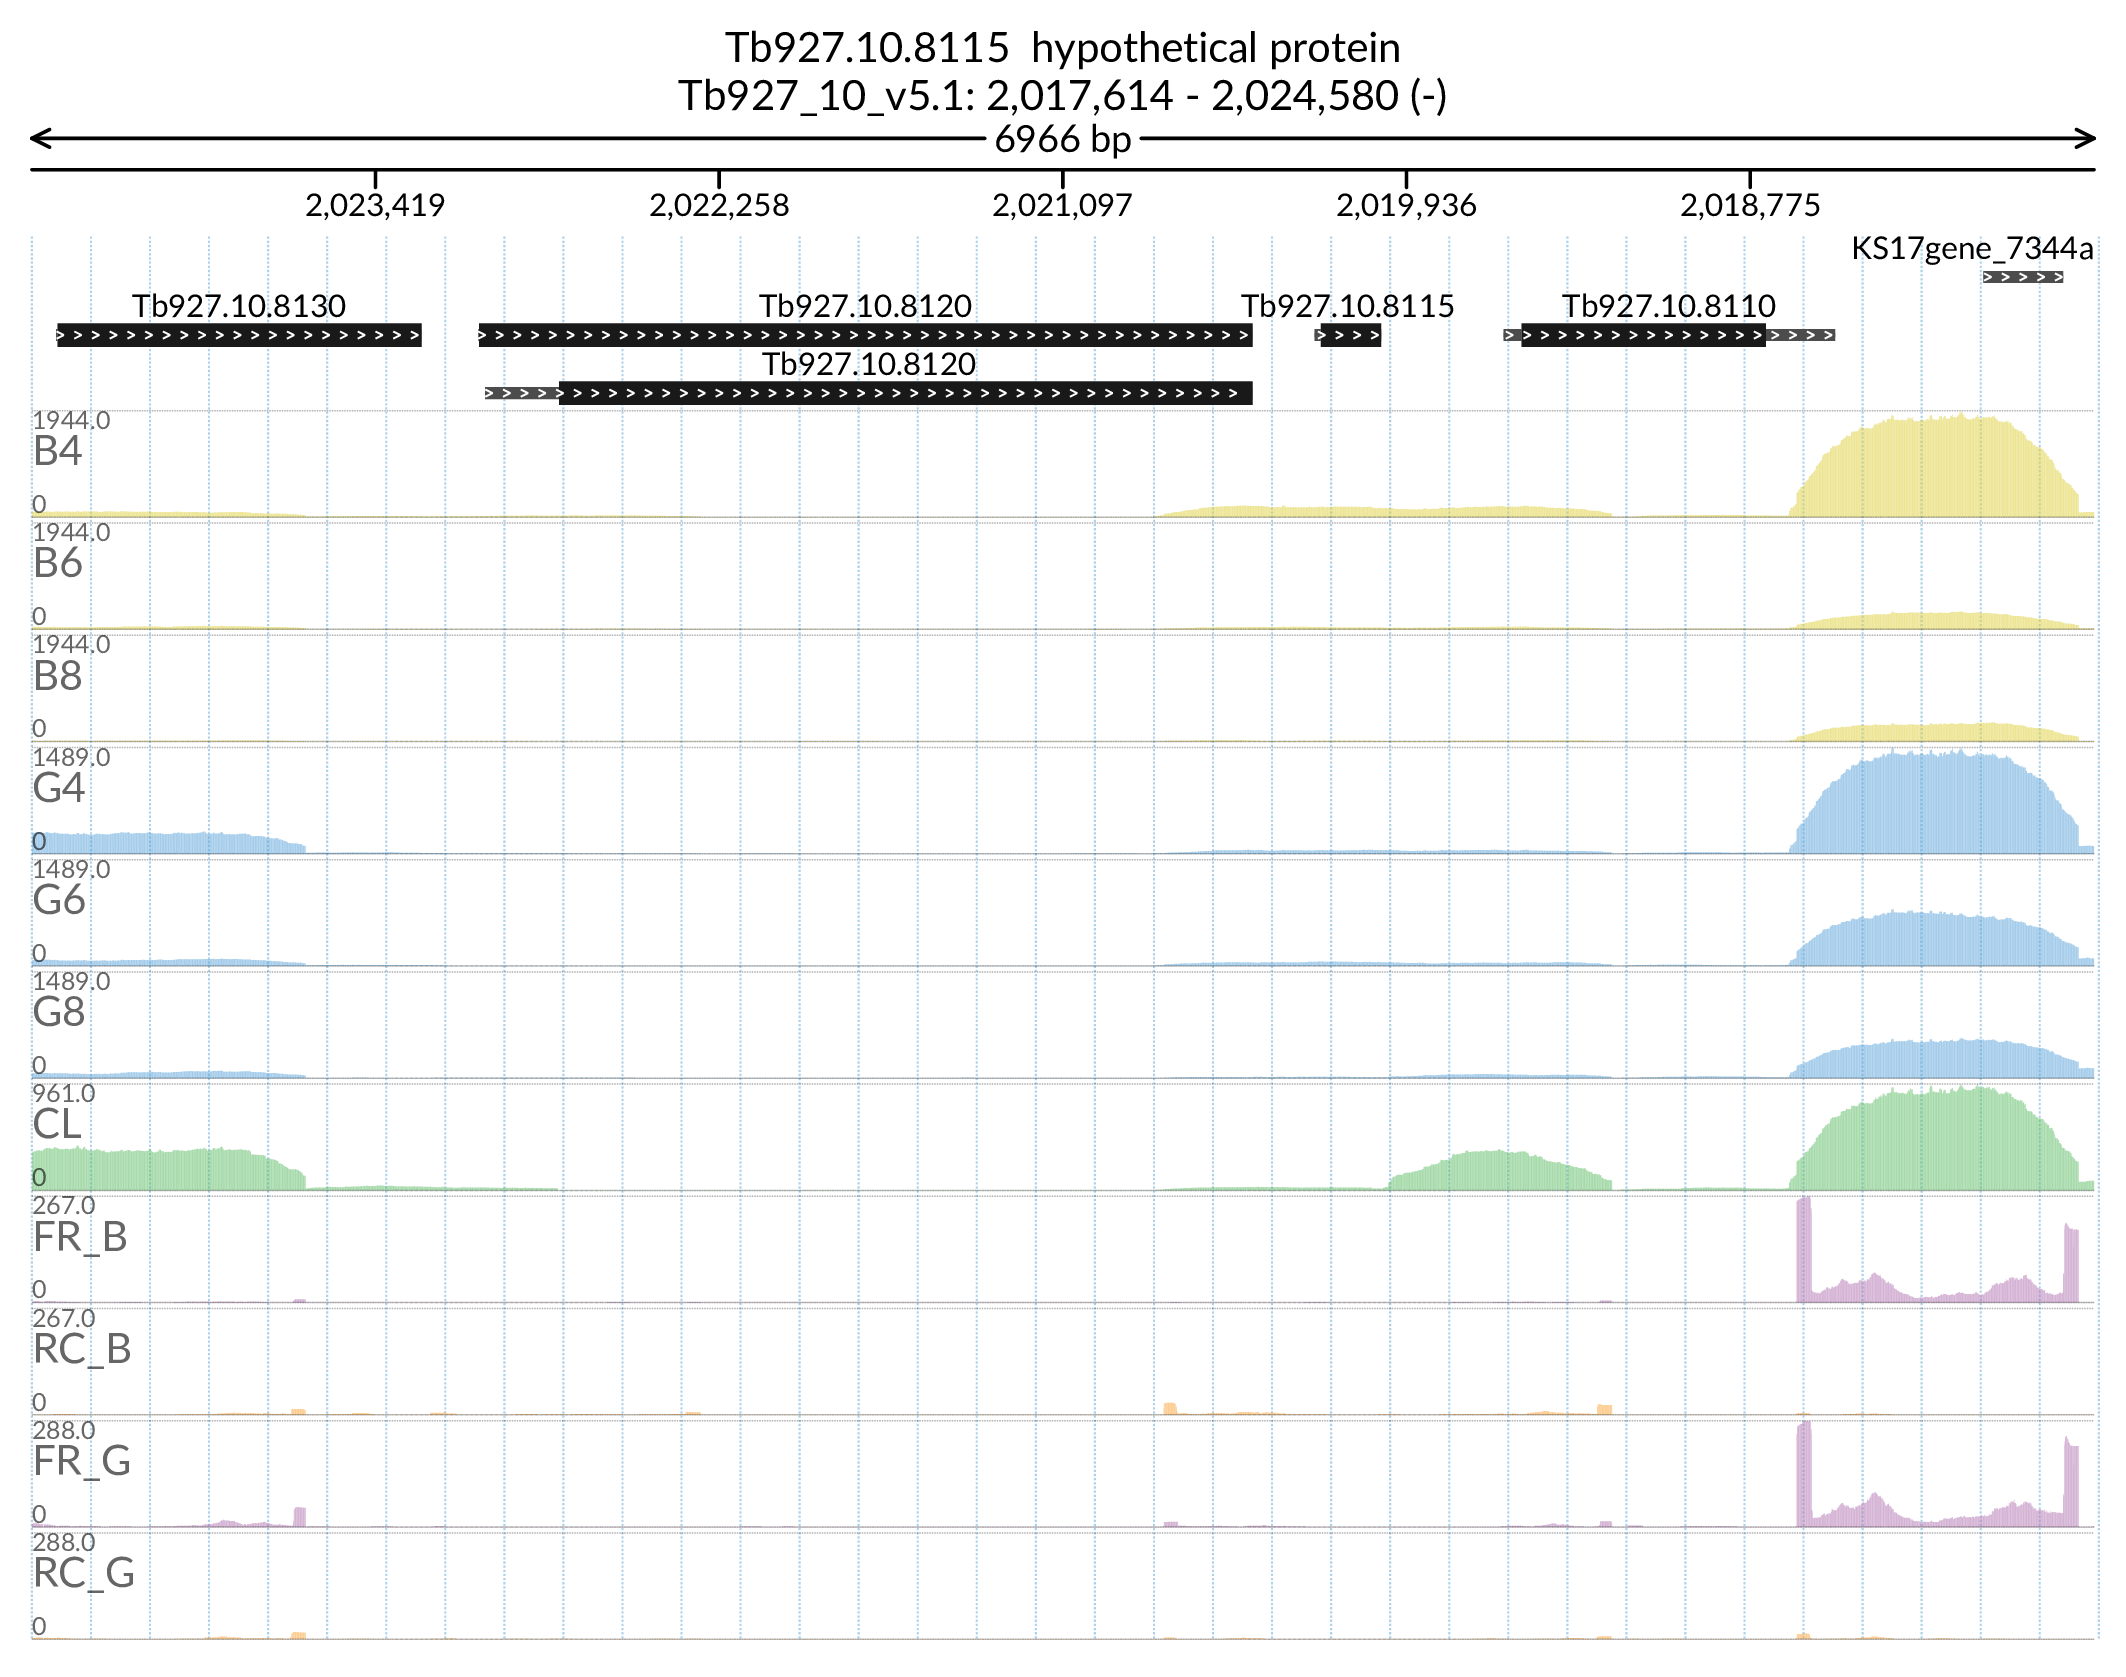 Tb927.10.8115  hypothetical protein
Tb927_10_v5.1: 2,017,614 - 2,024,580 (-)
6966 bp
2,023,419 2,022,258 2,021,097 2,019,936 2,018,775
KS17gene_7344a
Tb927.10.8130 Tb927.10.8120 Tb927.10.8115 Tb927.10.8110
Tb927.10.8120
1944.0
B4
0
1944.0
B6
0
1944.0
B8
0
1489.0
G4
0
1489.0
G6
0
1489.0
G8
0
961.0
CL
0
267.0
FR_B
0
267.0
RC_B
0
288.0
FR_G
0
288.0
RC_G
0